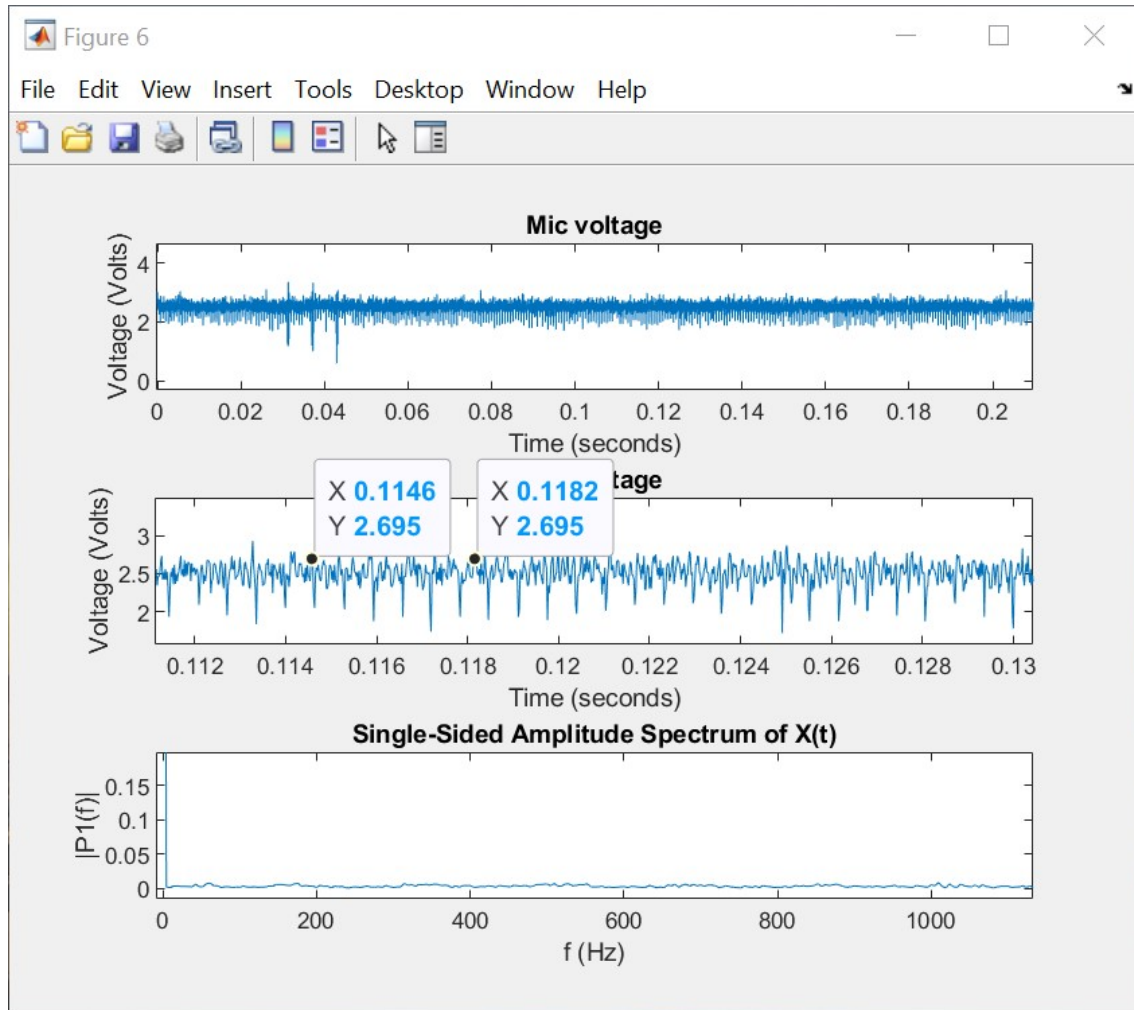 Figure 6
File Edit View Insert Tools Desktop Window Help
Mic voltage
Voltage (Volts)
4
2
0
0 0.02 0.04 0.06 0.08 0.1 0.12 0.14 0.16 0.18 0.2
Time (seconds)
X 0.1146
Y 2.695
X 0.1182
Y 2.695
tage
Voltage (Volts)
3
2.5
2
0.112 0.114 0.116 0.118 0.12 0.122 0.124 0.126 0.128 0.13
Time (seconds)
Single-Sided Amplitude Spectrum of X(t)
|P1(f)|
0.15
0.1
0.05
0
0 200 400 600 800 1000
f (Hz)